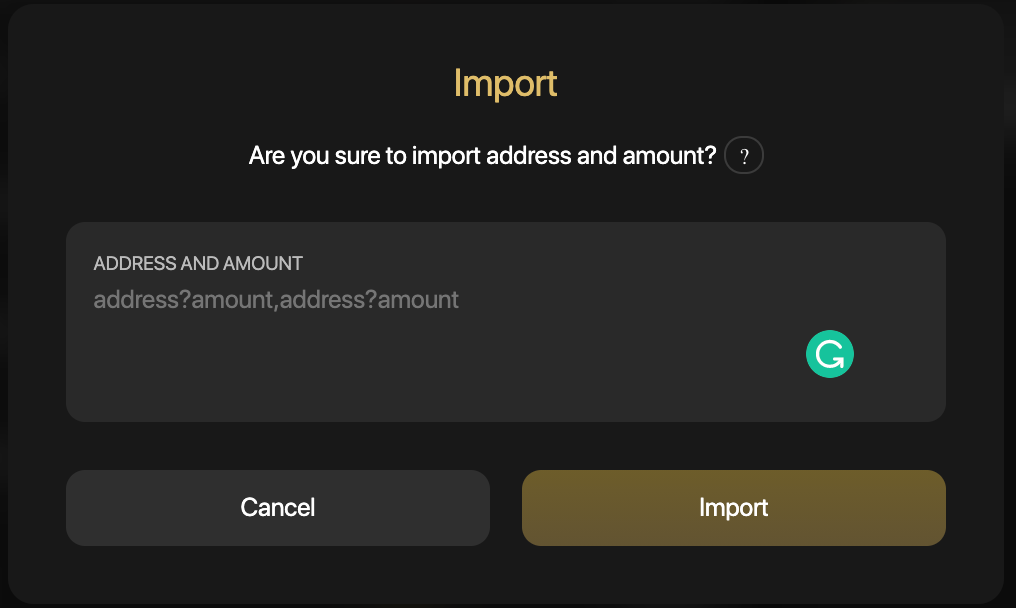 Import
Are you sure to import address and amount? ?
ADDRESS AND AMOUNT
address?amount,address?amount
Cancel Import